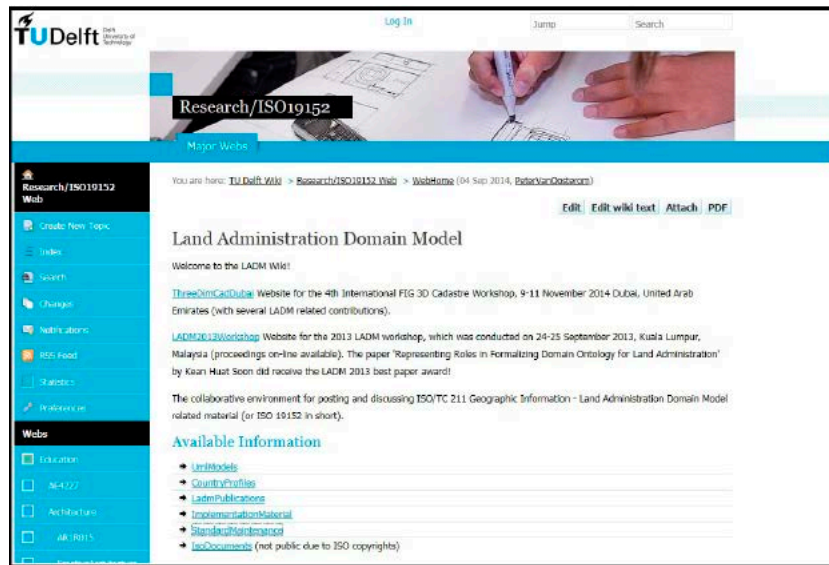 TUDelft Delft University of Technology
Log In
Jump
Search
Research/ISO19152
Major Webs
Research/ISO19152 Web
You are here: TU Delft Wiki > Research/ISO19152 Web > WebHome (04 Sep 2014, PeterVanOosterom)
Edit Edit wiki text Attach PDF
Create New Topic
Index
Search
Changes
Notifications
RSS Feed
Statistics
Preferences
Webs
Education
AE4227
Architecture
AR1R015
Land Administration Domain Model
Welcome to the LADM Wiki!
ThreeDimCadDubai Website for the 4th International FIG 3D Cadastre Workshop, 9-11 November 2014 Dubai, United Arab
Emirates (with several LADM related contributions).
LADM2013Workshop Website for the 2013 LADM workshop, which was conducted on 24-25 September 2013, Kuala Lumpur,
Malaysia (proceedings on-line available). The paper 'Representing Roles in Formalizing Domain Ontology for Land Administration'
by Kean Huat Soon did receive the LADM 2013 best paper award!
The collaborative environment for posting and discussing ISO/TC 211 Geographic Information - Land Administration Domain Model
related material (or ISO 19152 in short).
Available Information
UmlModels
CountryProfiles
LadmPublications
ImplementationMaterial
StandardMaintenance
IsoDocuments (not public due to ISO copyrights)